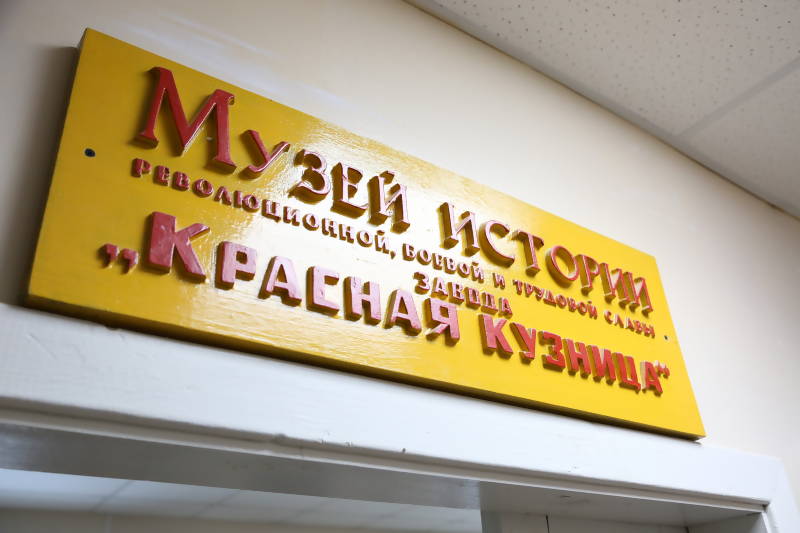 Музей истории
революционной, боевой и трудовой славы
завода
„Красная кузница”